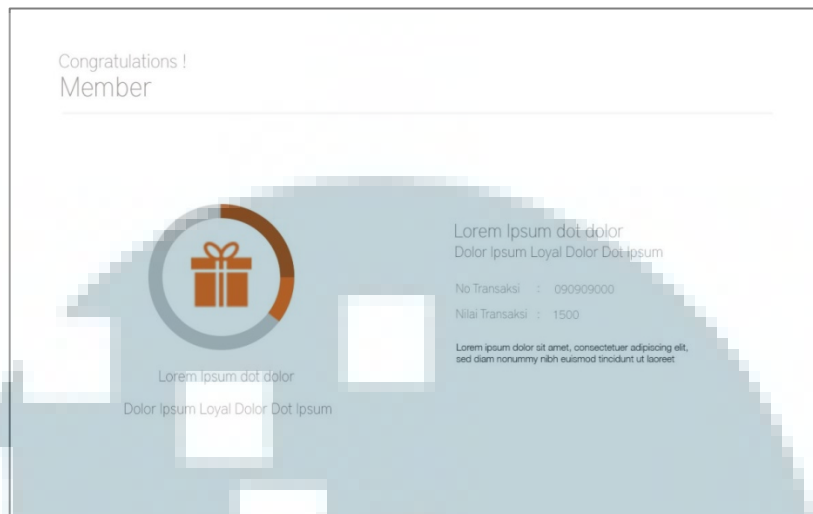 Congratulations !
Member
Lorem Ipsum dot dolor
Dolor Ipsum Loyal Dolor Dot Ipsum
Lorem Ipsum dot dolor
Dolor Ipsum Loyal Dolor Dot Ipsum
No Transaksi : 090909000
Nilai Transaksi : 1500
Lorem ipsum dolor sit amet, consectetuer adipiscing elit,
sed diam nonummy nibh euismod tincidunt ut laoreet